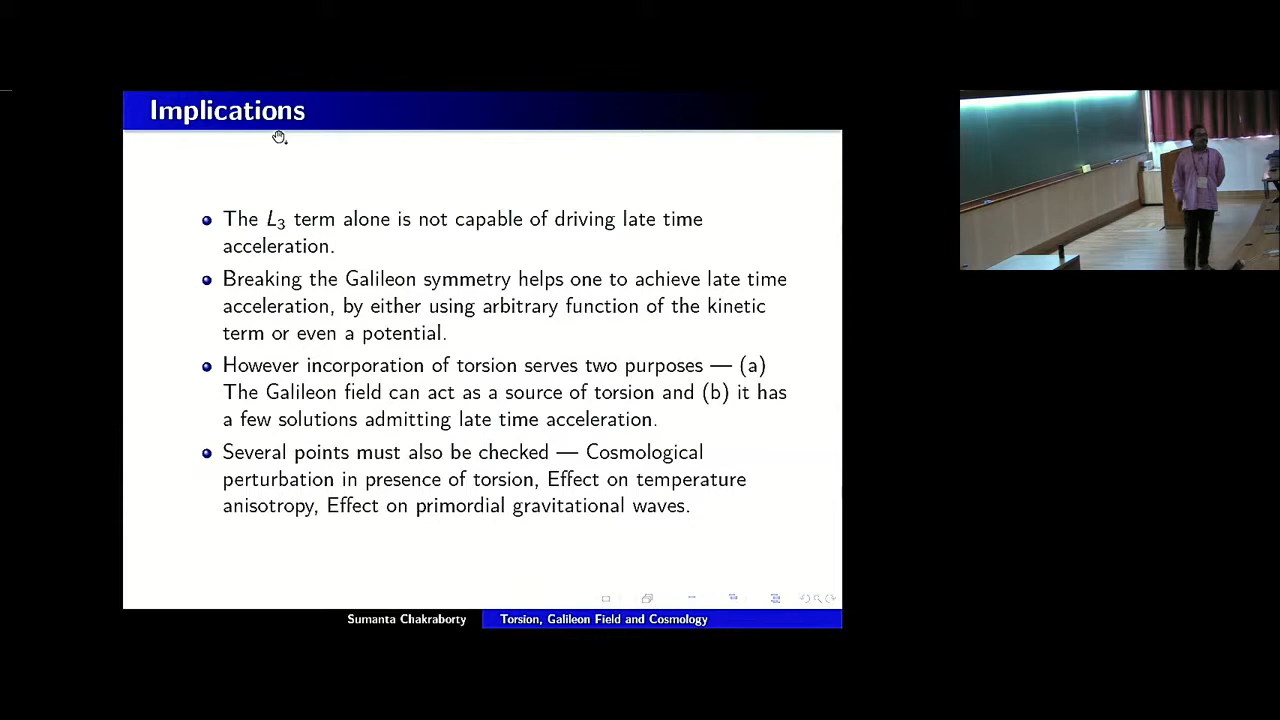 Implications
The L3 term alone is not capable of driving late time
acceleration.
Breaking the Galileon symmetry helps one to achieve late time
acceleration, by either using arbitrary function of the kinetic
term or even a potential.
However incorporation of torsion serves two purposes — (a)
The Galileon field can act as a source of torsion and (b) it has
a few solutions admitting late time acceleration.
Several points must also be checked — Cosmological
perturbation in presence of torsion, Effect on temperature
anisotropy, Effect on primordial gravitational waves.
Sumanta Chakraborty
Torsion, Galileon Field and Cosmology